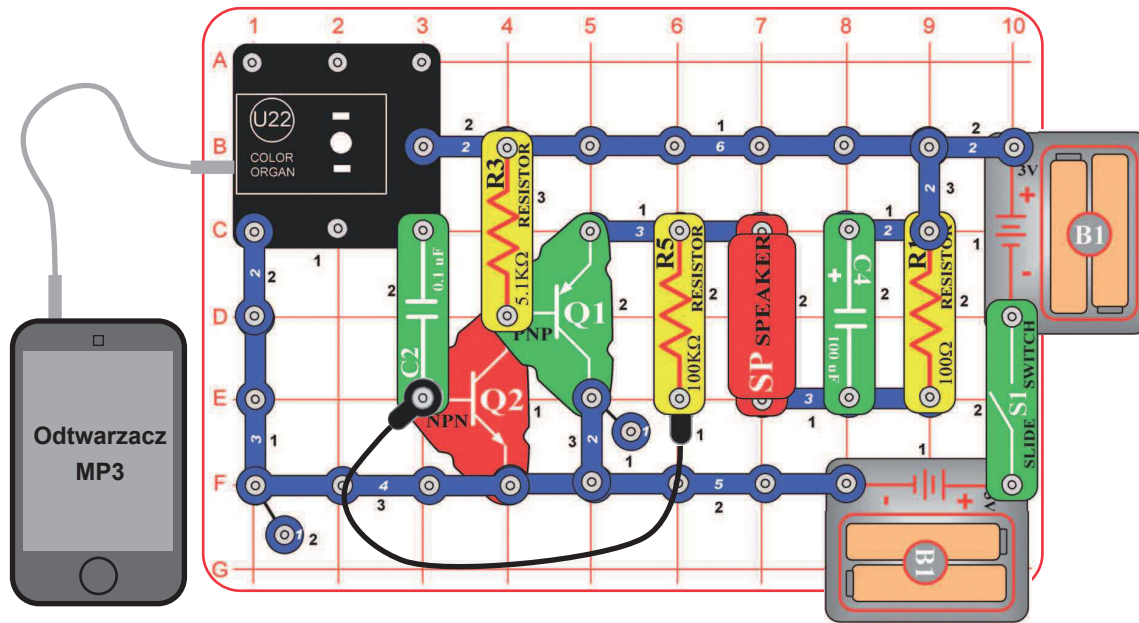 1 2 3 4 5 6 7 8 9 10
A
B
C
D
E
F
G
U22
COLOR
ORGAN
2
2
1
6
2
2
R3
RESISTOR
5.1KΩ
3
2
3
3V
+
-
B1
2
2
1
0.1 uF
C2
2
PNP
Q1
2
1
3
R5
RESISTOR
100KΩ
2
1
SP SPEAKER
2
1
2
C4
+
100 uF
2
RESISTOR
100Ω
2
1
NPN
Q2
1
3
1
3
2
1
1
3
1
1
S1
SLIDE SWITCH
2
4
3
5
2
1
2
-
+
1
B1
Odtwarzacz
MP3